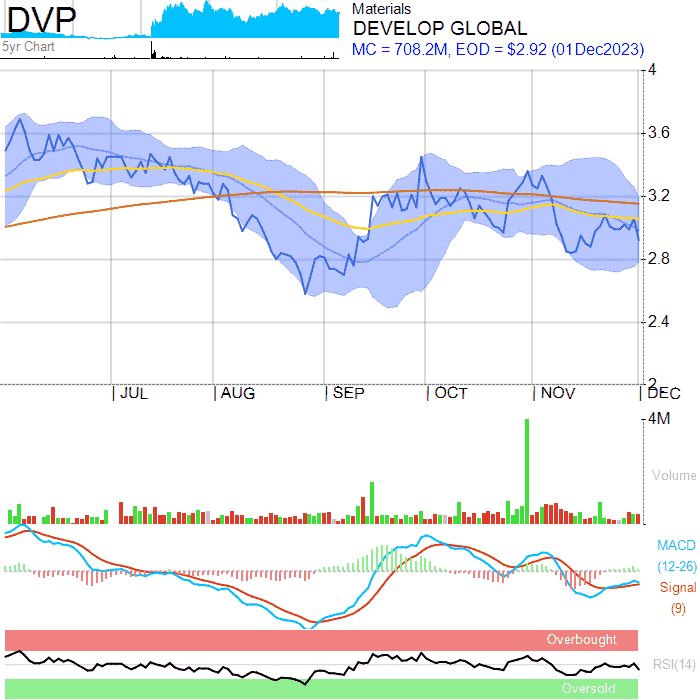 DVP
5yr Chart
Materials
DEVELOP GLOBAL
MC = 708.2M, EOD = $2.92 (01Dec2023)
4
3.6
3.2
2.8
2.4
2
JUL
AUG
SEP
OCT
NOV
DEC
4M
Volume
MACD
(12-26)
Signal
(9)
Overbought
RSI(14)
Oversold